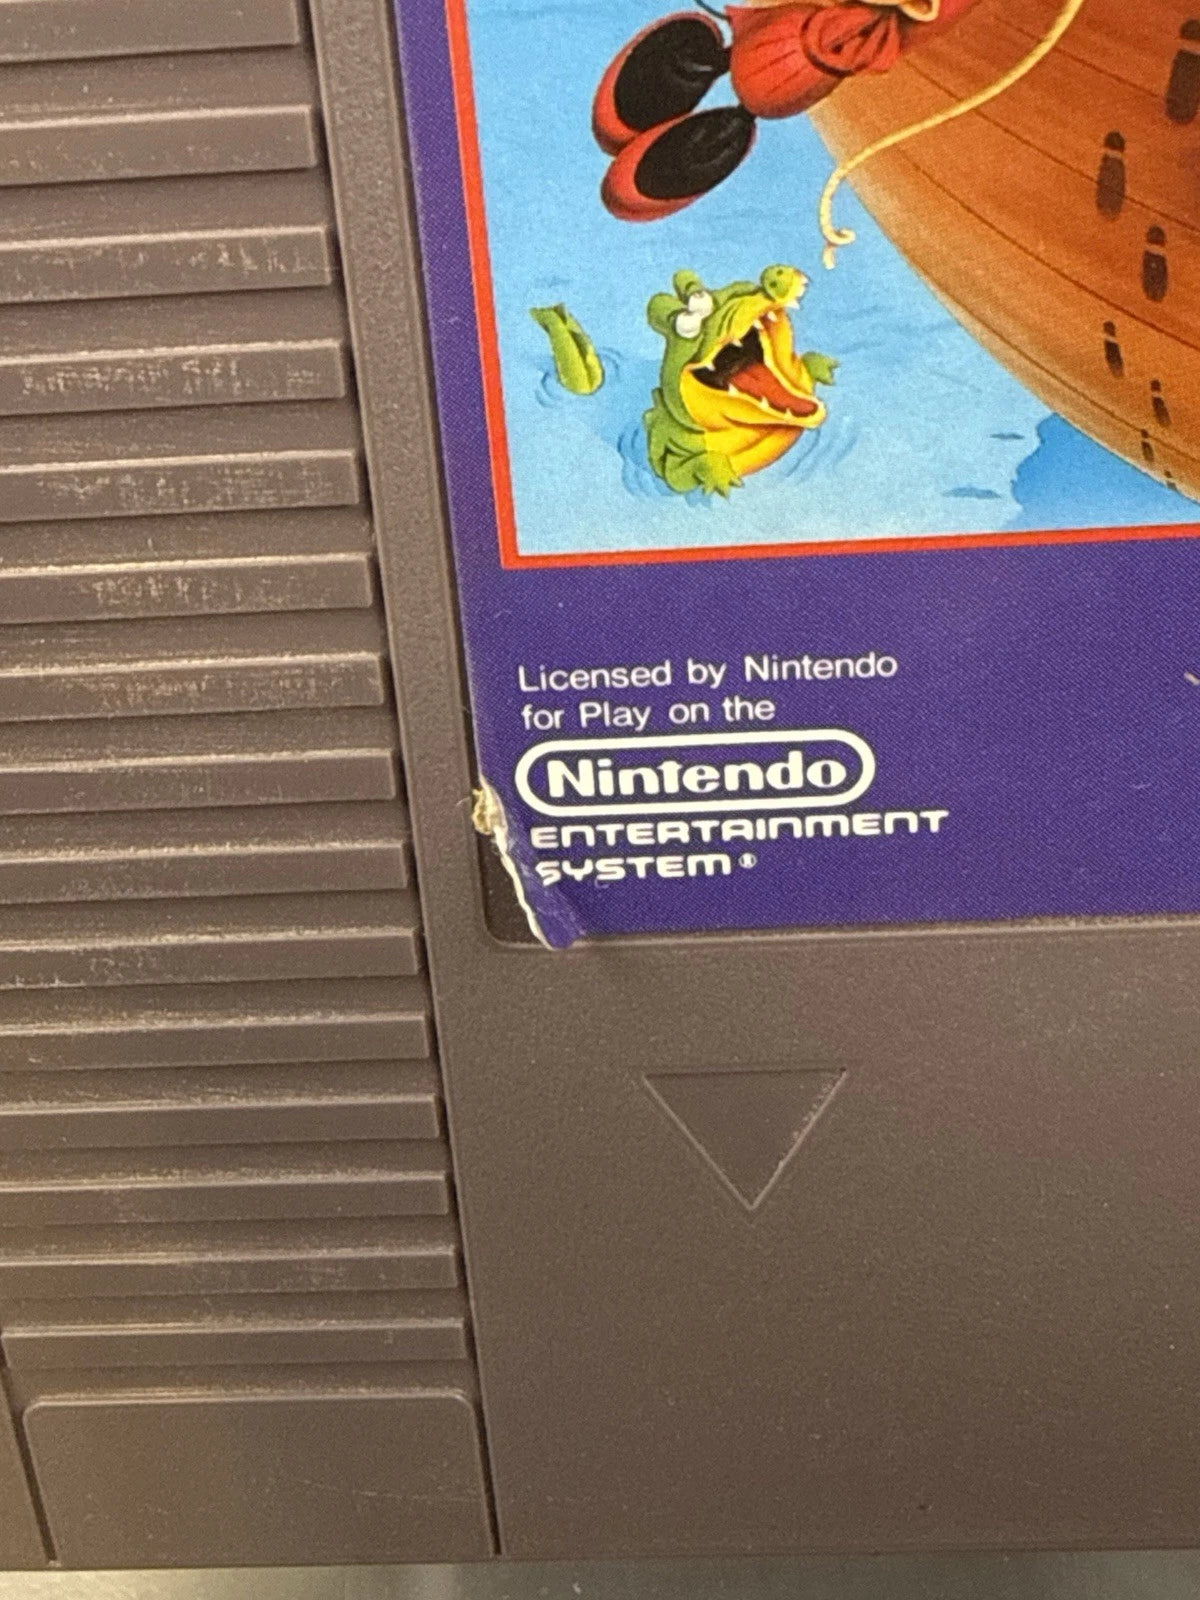 Licensed by Nintendo
for Play on the
Nintendo
ENTERTAINMENT
SYSTEM®